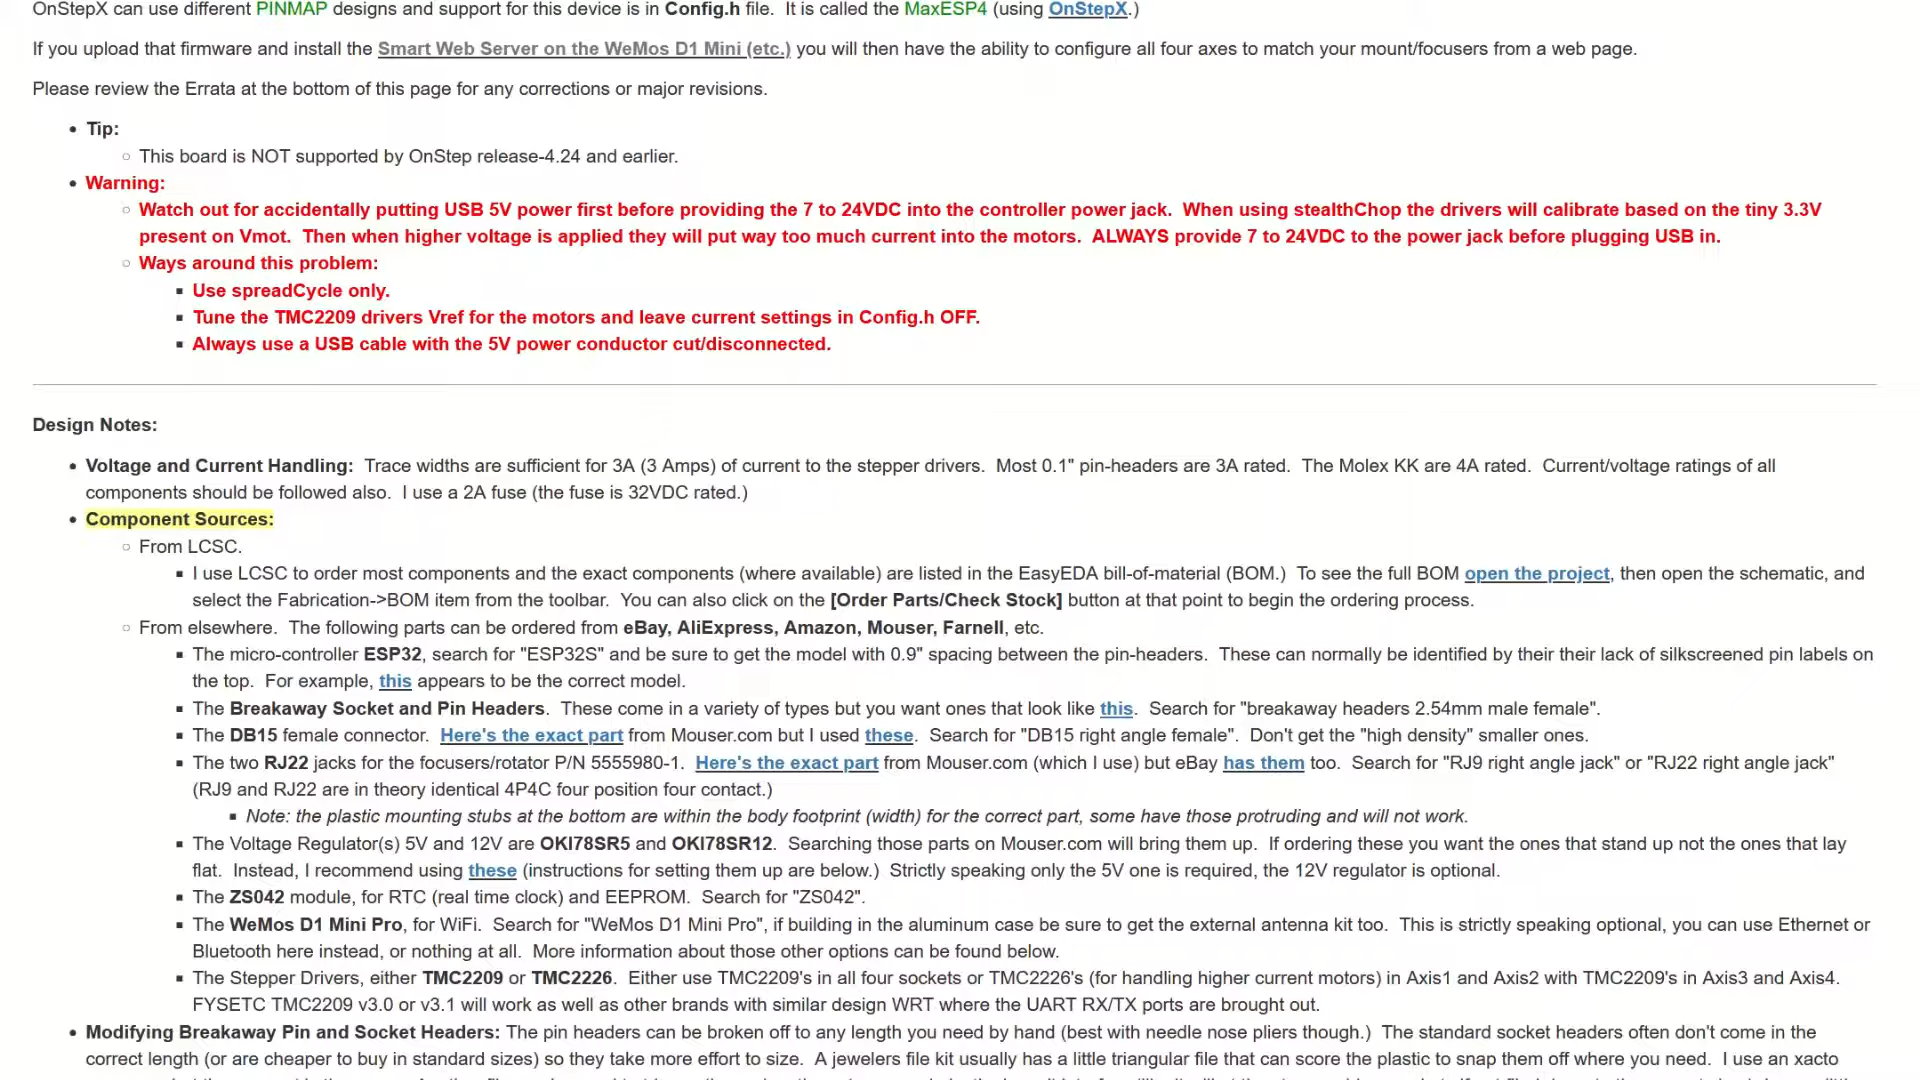 OnStepX can use different PINMAP designs and support for this device is in Config.h file.  It is called the MaxESP4 (using OnStepX.)
If you upload that firmware and install the Smart Web Server on the WeMos D1 Mini (etc.) you will then have the ability to configure all four axes to match your mount/focusers from a web page.
Please review the Errata at the bottom of this page for any corrections or major revisions.
• Tip:
○ This board is NOT supported by OnStep release-4.24 and earlier.
• Warning:
○ Watch out for accidentally putting USB 5V power first before providing the 7 to 24VDC into the controller power jack.  When using stealthChop the drivers will calibrate based on the tiny 3.3V
present on Vmot.  Then when higher voltage is applied they will put way too much current into the motors.  ALWAYS provide 7 to 24VDC to the power jack before plugging USB in.
○ Ways around this problem:
▪ Use spreadCycle only.
▪ Tune the TMC2209 drivers Vref for the motors and leave current settings in Config.h OFF.
▪ Always use a USB cable with the 5V power conductor cut/disconnected.
Design Notes:
• Voltage and Current Handling:  Trace widths are sufficient for 3A (3 Amps) of current to the stepper drivers.  Most 0.1" pin-headers are 3A rated.  The Molex KK are 4A rated.  Current/voltage ratings of all
components should be followed also.  I use a 2A fuse (the fuse is 32VDC rated.)
• Component Sources:
○ From LCSC.
▪ I use LCSC to order most components and the exact components (where available) are listed in the EasyEDA bill-of-material (BOM.)  To see the full BOM open the project, then open the schematic, and
select the Fabrication->BOM item from the toolbar.  You can also click on the [Order Parts/Check Stock] button at that point to begin the ordering process.
○ From elsewhere.  The following parts can be ordered from eBay, AliExpress, Amazon, Mouser, Farnell, etc.
▪ The micro-controller ESP32, search for "ESP32S" and be sure to get the model with 0.9" spacing between the pin-headers.  These can normally be identified by their their lack of silkscreened pin labels on
the top.  For example, this appears to be the correct model.
▪ The Breakaway Socket and Pin Headers.  These come in a variety of types but you want ones that look like this.  Search for "breakaway headers 2.54mm male female".
▪ The DB15 female connector.  Here's the exact part from Mouser.com but I used these.  Search for "DB15 right angle female".  Don't get the "high density" smaller ones.
▪ The two RJ22 jacks for the focusers/rotator P/N 5555980-1.  Here's the exact part from Mouser.com (which I use) but eBay has them too.  Search for "RJ9 right angle jack" or "RJ22 right angle jack"
(RJ9 and RJ22 are in theory identical 4P4C four position four contact.)
▪ Note: the plastic mounting stubs at the bottom are within the body footprint (width) for the correct part, some have those protruding and will not work.
▪ The Voltage Regulator(s) 5V and 12V are OKI78SR5 and OKI78SR12.  Searching those parts on Mouser.com will bring them up.  If ordering these you want the ones that stand up not the ones that lay
flat.  Instead, I recommend using these (instructions for setting them up are below.)  Strictly speaking only the 5V one is required, the 12V regulator is optional.
▪ The ZS042 module, for RTC (real time clock) and EEPROM.  Search for "ZS042".
▪ The WeMos D1 Mini Pro, for WiFi.  Search for "WeMos D1 Mini Pro", if building in the aluminum case be sure to get the external antenna kit too.  This is strictly speaking optional, you can use Ethernet or
Bluetooth here instead, or nothing at all.  More information about those other options can be found below.
▪ The Stepper Drivers, either TMC2209 or TMC2226.  Either use TMC2209's in all four sockets or TMC2226's (for handling higher current motors) in Axis1 and Axis2 with TMC2209's in Axis3 and Axis4.
FYSETC TMC2209 v3.0 or v3.1 will work as well as other brands with similar design WRT where the UART RX/TX ports are brought out.
• Modifying Breakaway Pin and Socket Headers: The pin headers can be broken off to any length you need by hand (best with needle nose pliers though.)  The standard socket headers often don't come in the
correct length (or are cheaper to buy in standard sizes) so they take more effort to size.  A jewelers file kit usually has a little triangular file that can score the plastic to snap them off where you need.  I use an xacto